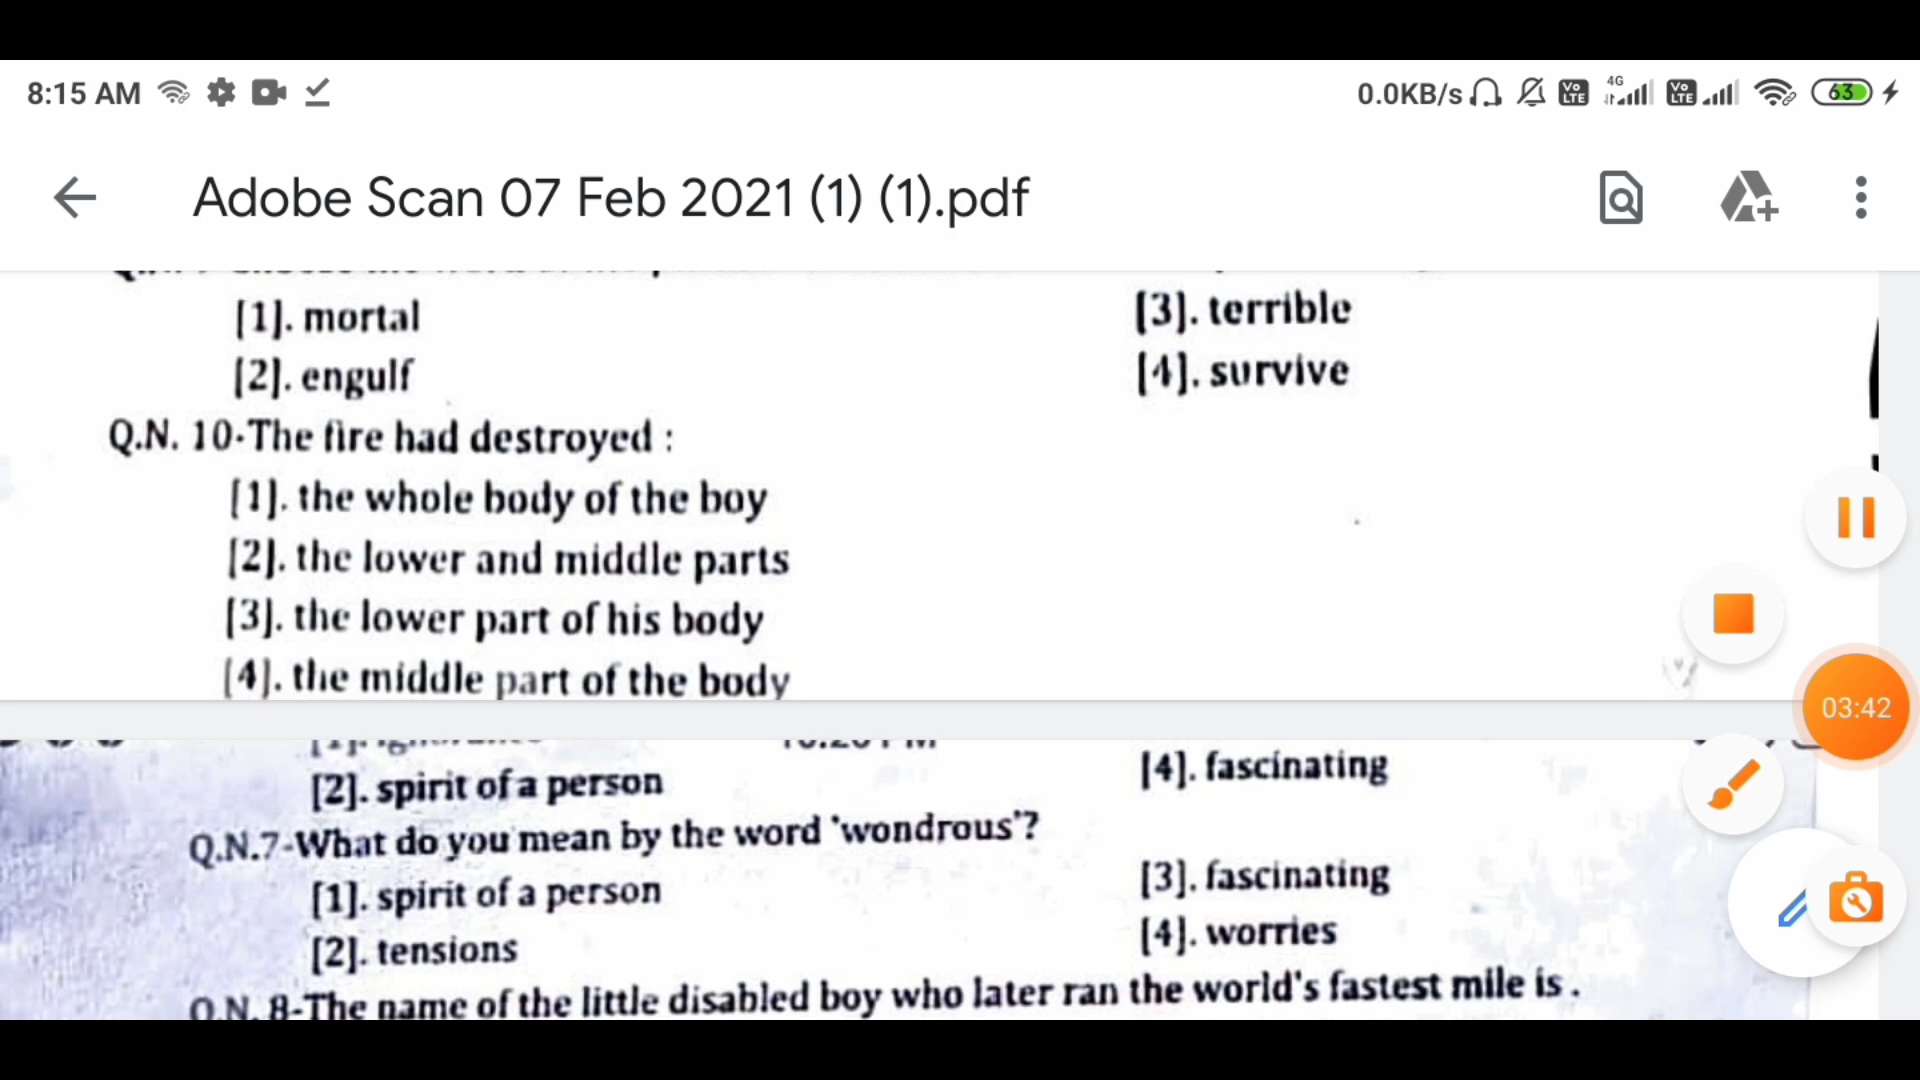 8:15 AM
0.0KB/s
Vo LTE
4G
Vo LTE
63
Adobe Scan 07 Feb 2021 (1) (1).pdf
[1]. mortal
[3]. terrible
[2]. engulf
[4]. survive
Q.N. 10-The fire had destroyed :
[1]. the whole body of the boy
[2]. the lower and middle parts
[3]. the lower part of his body
[4]. the middle part of the body
03:42
[2]. spirit of a person
[4]. fascinating
Q.N.7-What do you mean by the word 'wondrous'?
[1]. spirit of a person
[3]. fascinating
[2]. tensions
[4]. worries
Q.N. 8-The name of the little disabled boy who later ran the world's fastest mile is .